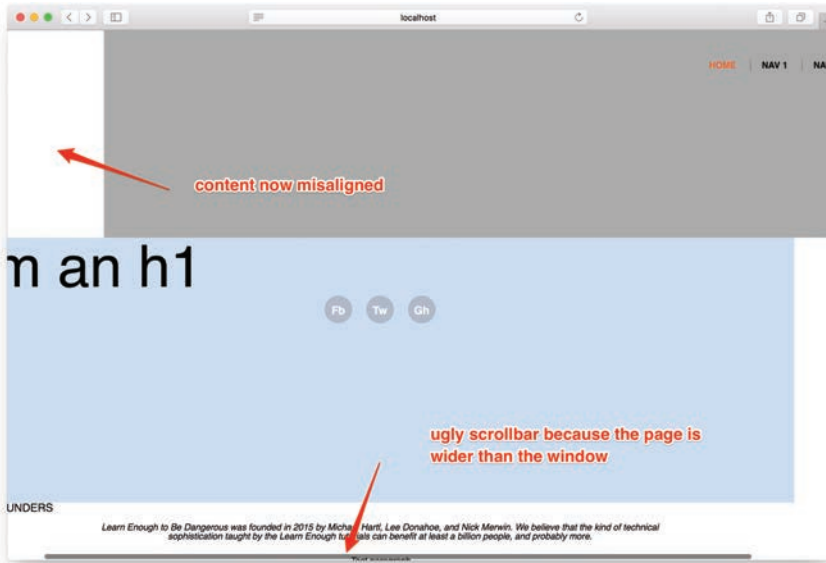 localhost
HOME NAV 1 NA
content now misaligned
m an h1
Fb Tw Gh
ugly scrollbar because the page is
wider than the window
UNDERS
Learn Enough to Be Dangerous was founded in 2015 by Michael Hartl, Lee Donahoe, and Nick Merwin. We believe that the kind of technical
sophistication taught by the Learn Enough tutorials can benefit at least a billion people, and probably more.